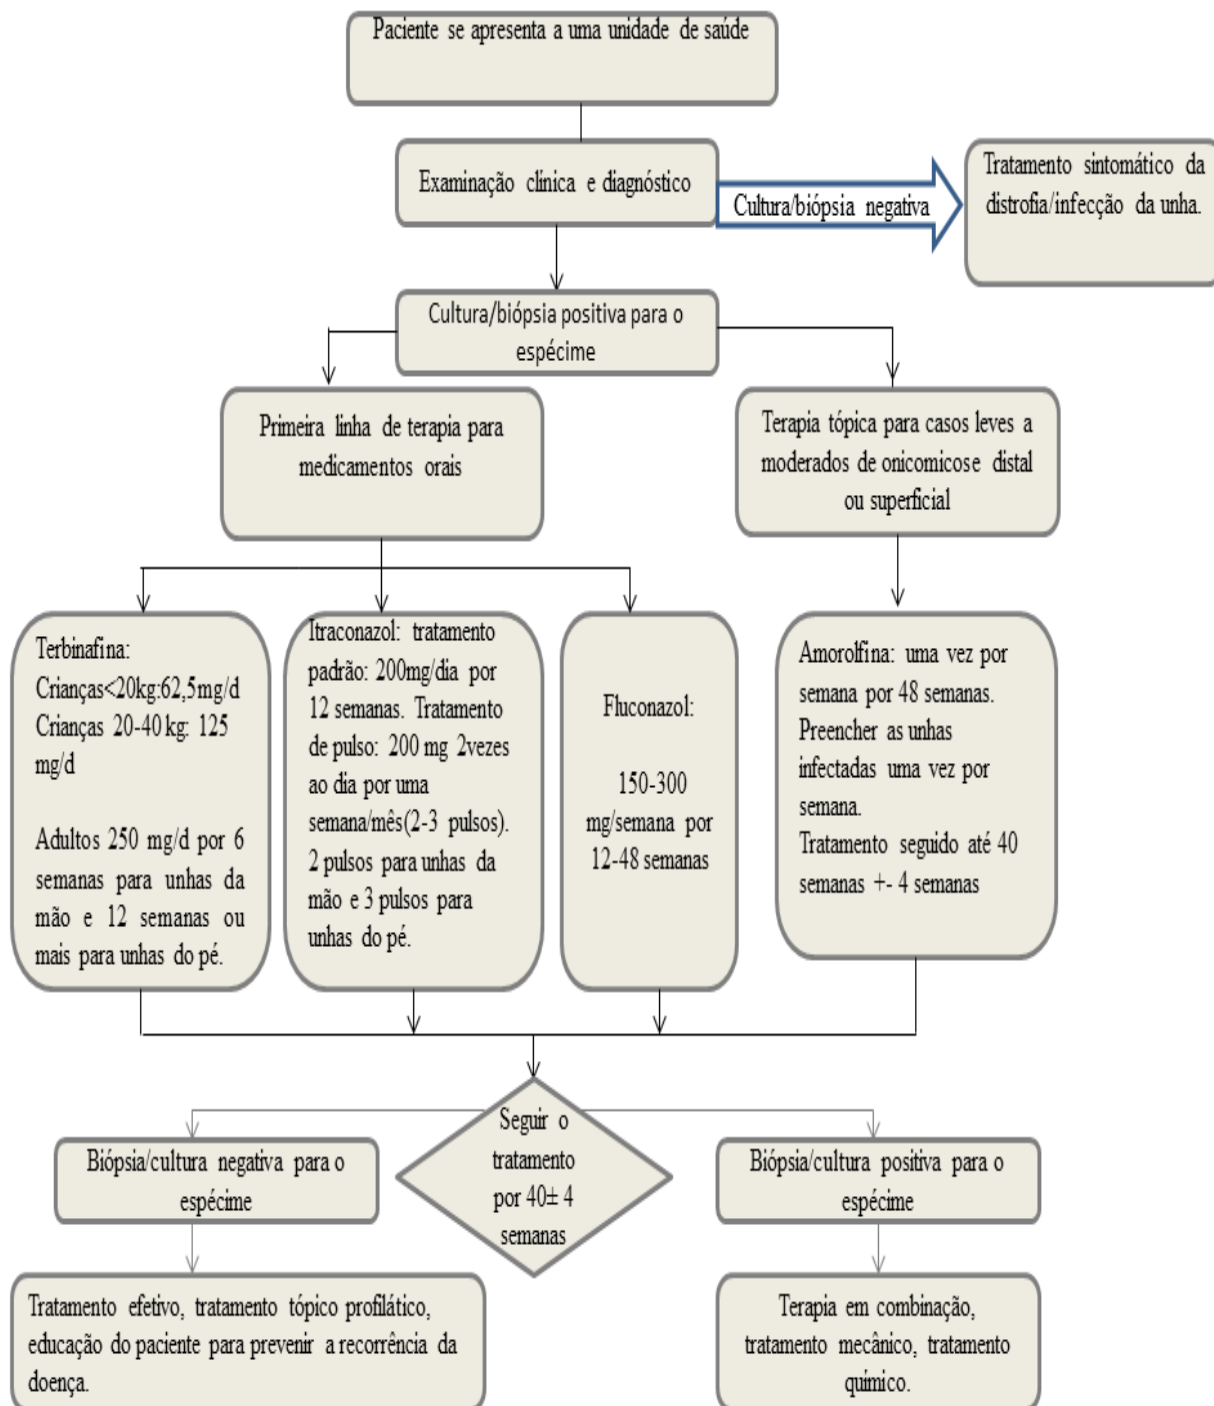 Paciente se apresenta a uma unidade de saúde
Examinação clínica e diagnóstico
Cultura/biópsia negativa
Tratamento sintomático da
distrofia/infecção da unha.
Cultura/biópsia positiva para o
espécime
Primeira linha de terapia para
medicamentos orais
Terapia tópica para casos leves a
moderados de onicomicose distal
ou superficial
Terbinafina:
Crianças<20kg:62,5mg/d
Crianças 20-40 kg: 125
mg/d
Adultos 250 mg/d por 6
semanas para unhas da
mão e 12 semanas ou
mais para unhas do pé.
Itraconazol: tratamento
padrão: 200mg/dia por
12 semanas. Tratamento
de pulso: 200 mg 2vezes
ao dia por uma
semana/mês(2-3 pulsos).
2 pulsos para unhas da
mão e 3 pulsos para
unhas do pé.
Fluconazol:
150-300
mg/semana por
12-48 semanas
Amorolfina: uma vez por
semana por 48 semanas.
Preencher as unhas
infectadas uma vez por
semana.
Tratamento seguido até 40
semanas +- 4 semanas
Seguir o
tratamento
por 40± 4
semanas
Biópsia/cultura negativa para o
espécime
Biópsia/cultura positiva para o
espécime
Tratamento efetivo, tratamento tópico profilático,
educação do paciente para prevenir a recorrência da
doença.
Terapia em combinação,
tratamento mecânico, tratamento
químico.